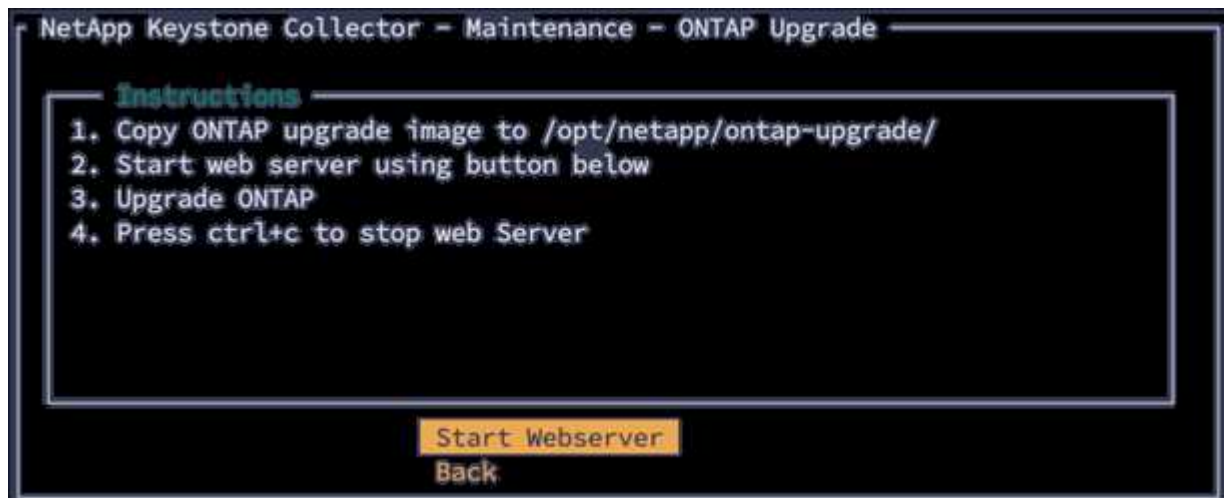 NetApp Keystone Collector - Maintenance - ONTAP Upgrade
Instructions
1. Copy ONTAP upgrade image to /opt/netapp/ontap-upgrade/
2. Start web server using button below
3. Upgrade ONTAP
4. Press ctrl+c to stop web Server
Start Webserver
Back